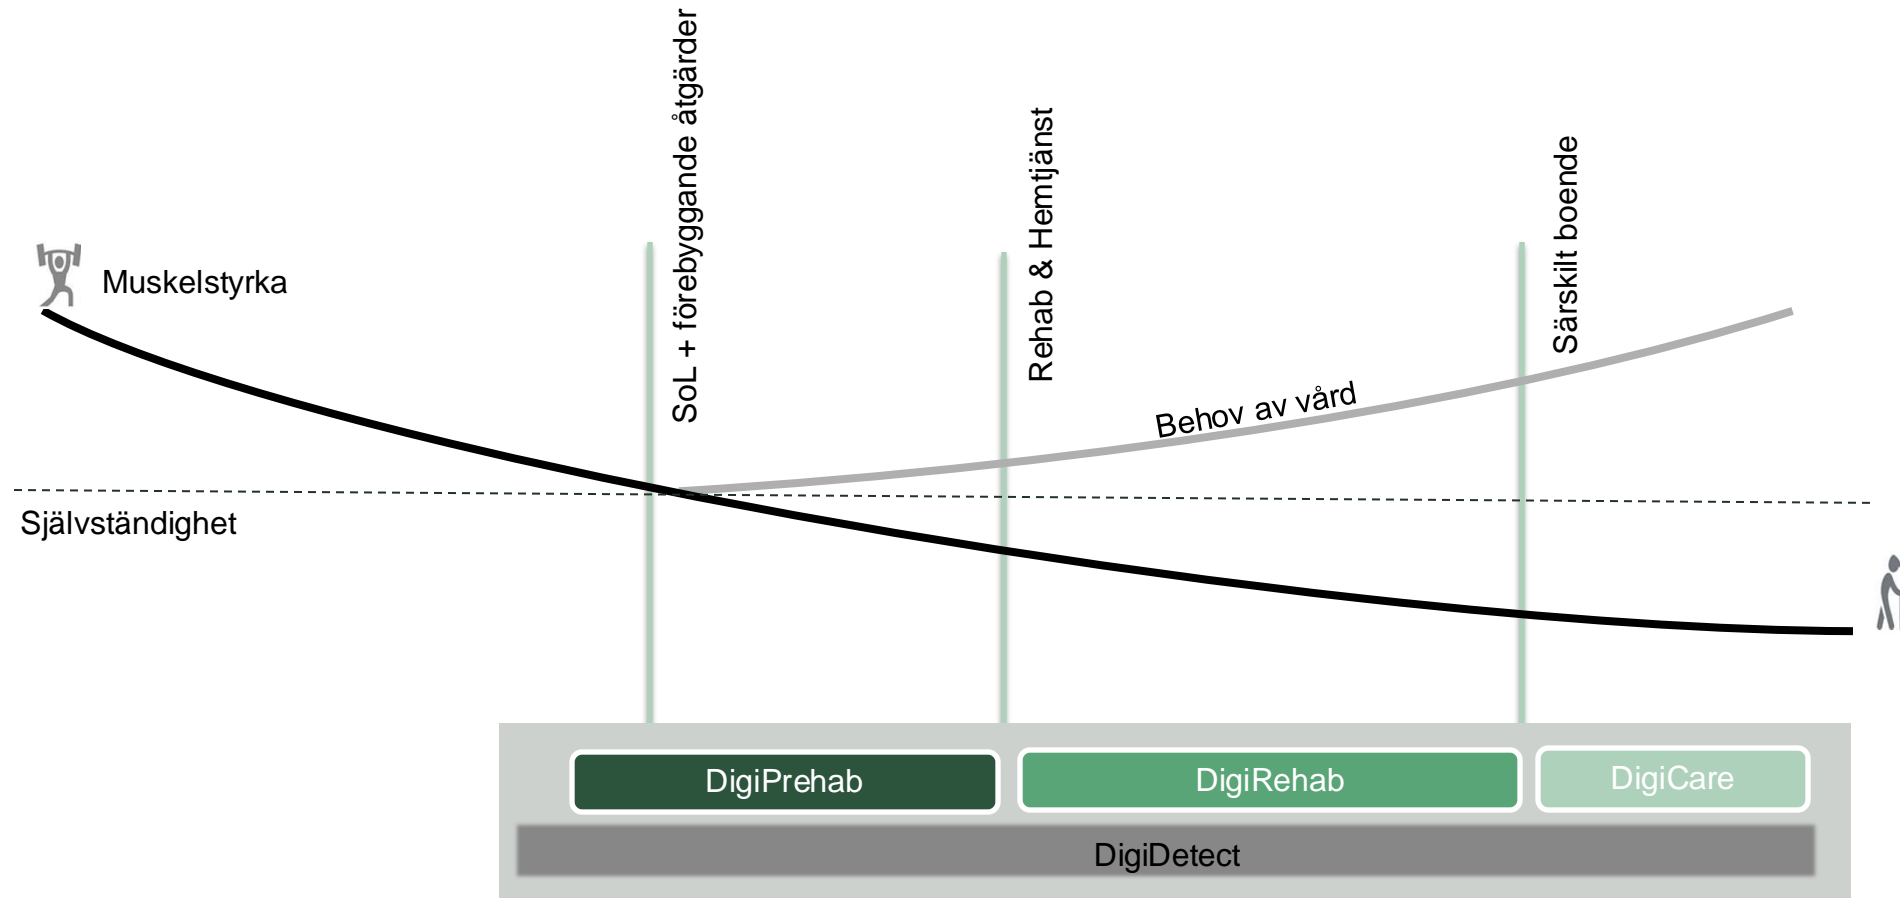 SoL + förebyggande åtgärder
Rehab & Hemtjänst
Särskilt boende
Muskelstyrka
Behov av vård
Självständighet
DigiPrehab
DigiRehab
DigiCare
DigiDetect